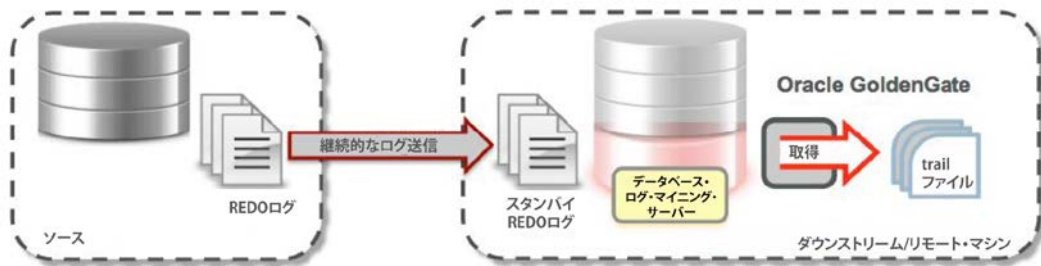 REDOログ
ソース
継続的なログ送信
スタンバイ
REDOログ
データベース・
ログ・マイニング・
サーバー
Oracle GoldenGate
取得
trail
ファイル
ダウンストリーム/リモート・マシン